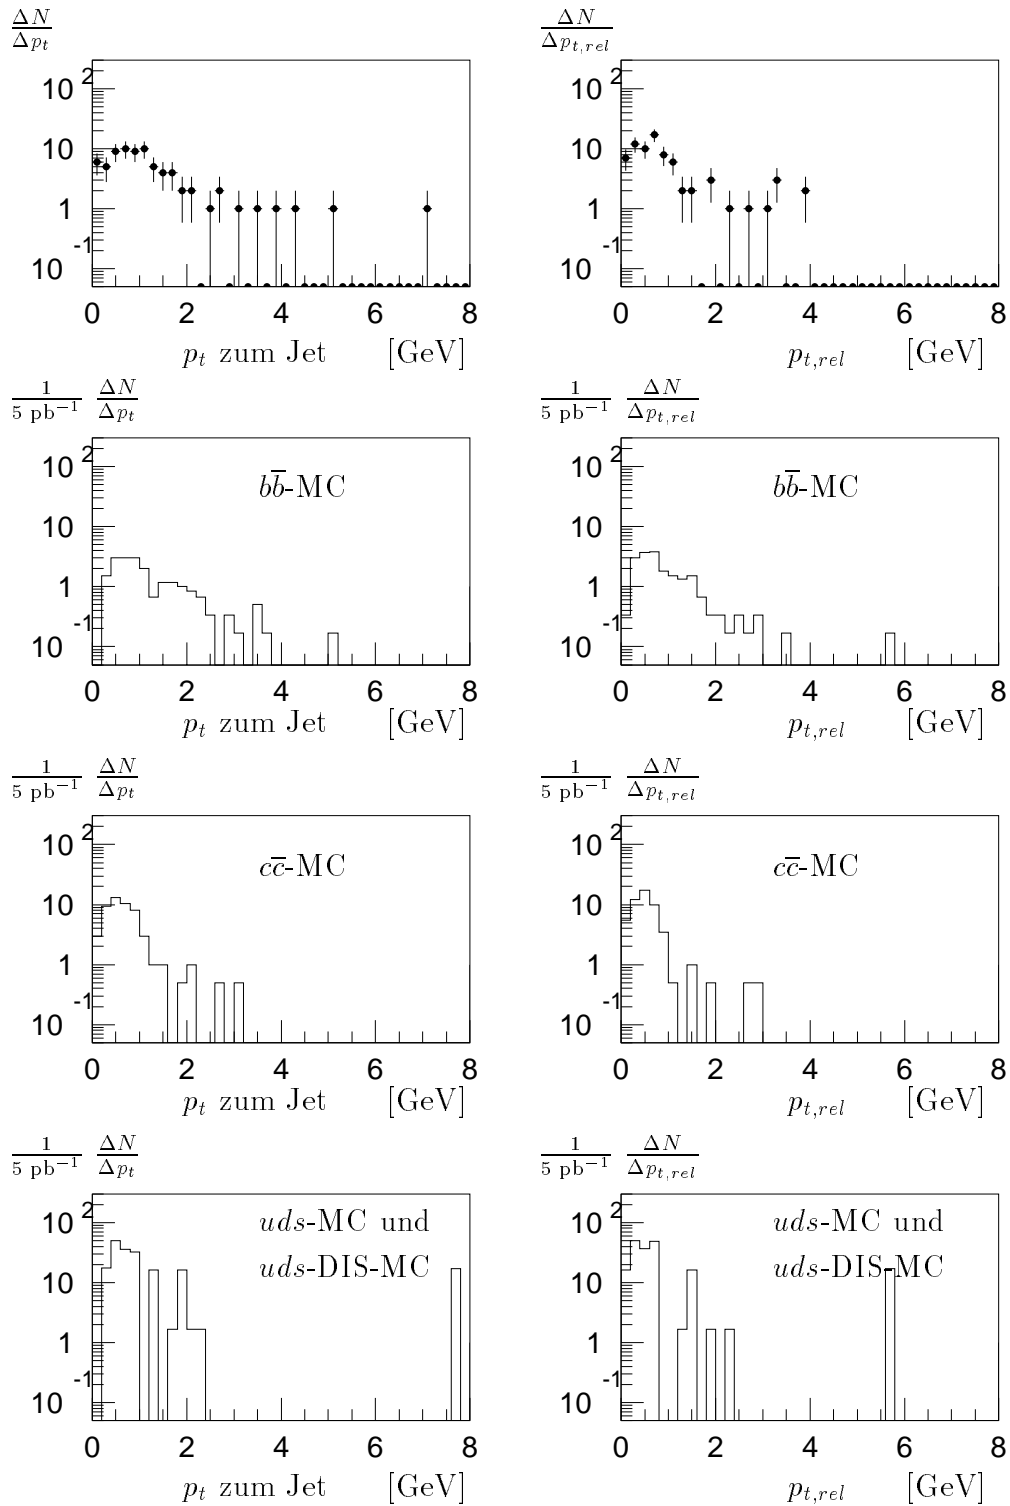 ΔN/Δp_t ΔN/Δp_{t,rel}
10^2 10^2
10 10
1 1
10^-1 10^-1
0 2 4 6 8 0 2 4 6 8
p_t zum Jet [GeV] p_{t,rel} [GeV]
1/5 pb^{-1} ΔN/Δp_t 1/5 pb^{-1} ΔN/Δp_{t,rel}
10^2 10^2
bb̅-MC bb̅-MC
10 10
1 1
10^-1 10^-1
0 2 4 6 8 0 2 4 6 8
p_t zum Jet [GeV] p_{t,rel} [GeV]
1/5 pb^{-1} ΔN/Δp_t 1/5 pb^{-1} ΔN/Δp_{t,rel}
10^2 10^2
cc̅-MC cc̅-MC
10 10
1 1
10^-1 10^-1
0 2 4 6 8 0 2 4 6 8
p_t zum Jet [GeV] p_{t,rel} [GeV]
1/5 pb^{-1} ΔN/Δp_t 1/5 pb^{-1} ΔN/Δp_{t,rel}
10^2 uds-MC und 10^2 uds-MC und
10 uds-DIS-MC 10 uds-DIS-MC
1 1
10^-1 10^-1
0 2 4 6 8 0 2 4 6 8
p_t zum Jet [GeV] p_{t,rel} [GeV]